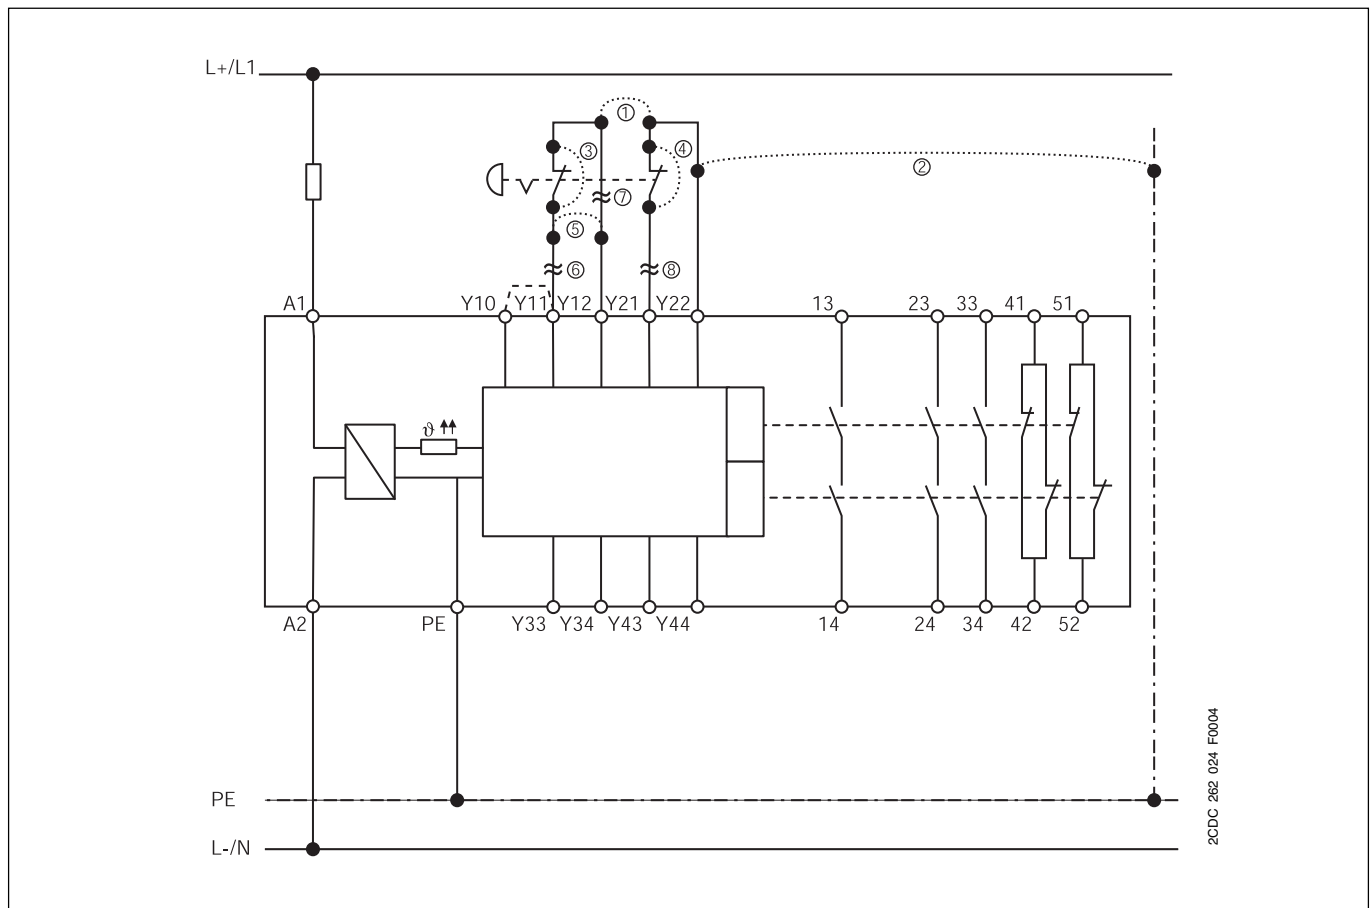 L+/L1
①
③
④
②
⑦
⑤
⑥
⑧
A1
Y10
Y11
Y12
Y21
Y22
13
23
33
41
51
ϑ
A2
PE
Y33
Y34
Y43
Y44
14
24
34
42
52
PE
L-/N
2CDC 262 024 F0004